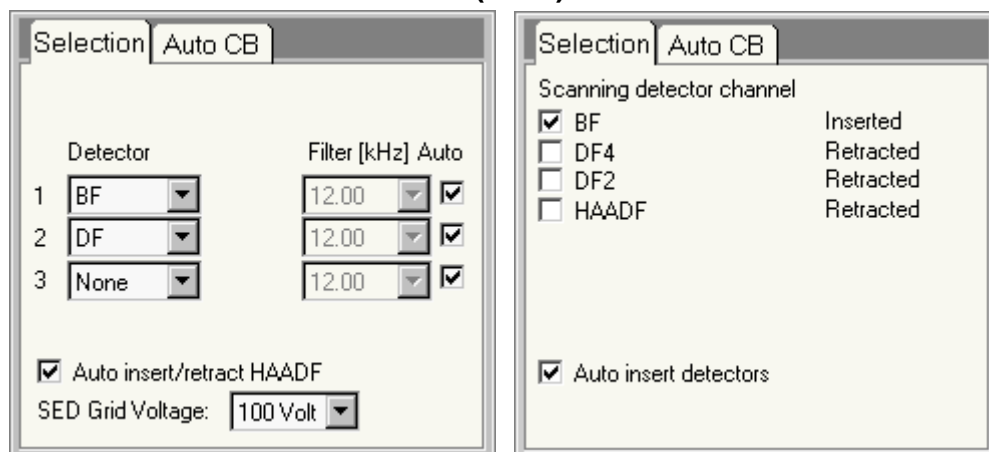 Selection Auto CB
Detector Filter [kHz] Auto
1 BF 12.00
2 DF 12.00
3 None 12.00
Auto insert/retract HAADF
SED Grid Voltage: 100 Volt
Selection Auto CB
Scanning detector channel
BF Inserted
DF4 Retracted
DF2 Retracted
HAADF Retracted
Auto insert detectors